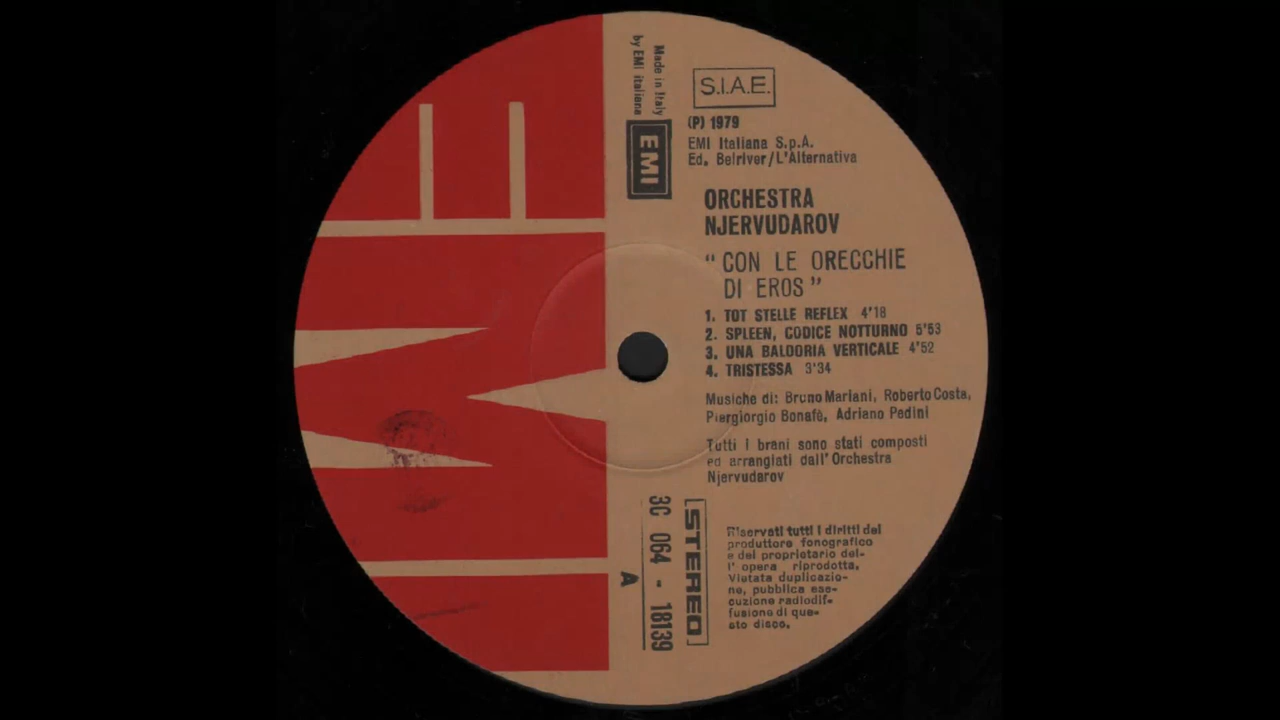 Made in Italy
by EMI italiana
EMI
S.I.A.E.
(P) 1979
EMI Italiana S.p.A.
Ed. Belriver/L'Alternativa
ORCHESTRA
NJERVUDAROV
“CON LE ORECCHIE
DI EROS”
1. TOT STELLE REFLEX 4'18
2. SPLEEN, CODICE NOTTURNO 5'53
3. UNA BALDORIA VERTICALE 4'52
4. TRISTESSA 3'34
Musiche di: Bruno Mariani, Roberto Costa,
Piergiorgio Bonafè, Adriano Pedini
Tutti i brani sono stati composti
ed arrangiati dall'Orchestra
Njervudarov
STEREO
3C 064 - 18139
A
Riservati tutti i diritti del
produttore fonografico
e del proprietario del-
l' opera riprodotta.
Vietata duplicazio-
ne, pubblica ese-
cuzione radiodif-
fusione di que-
sto disco.
EMI